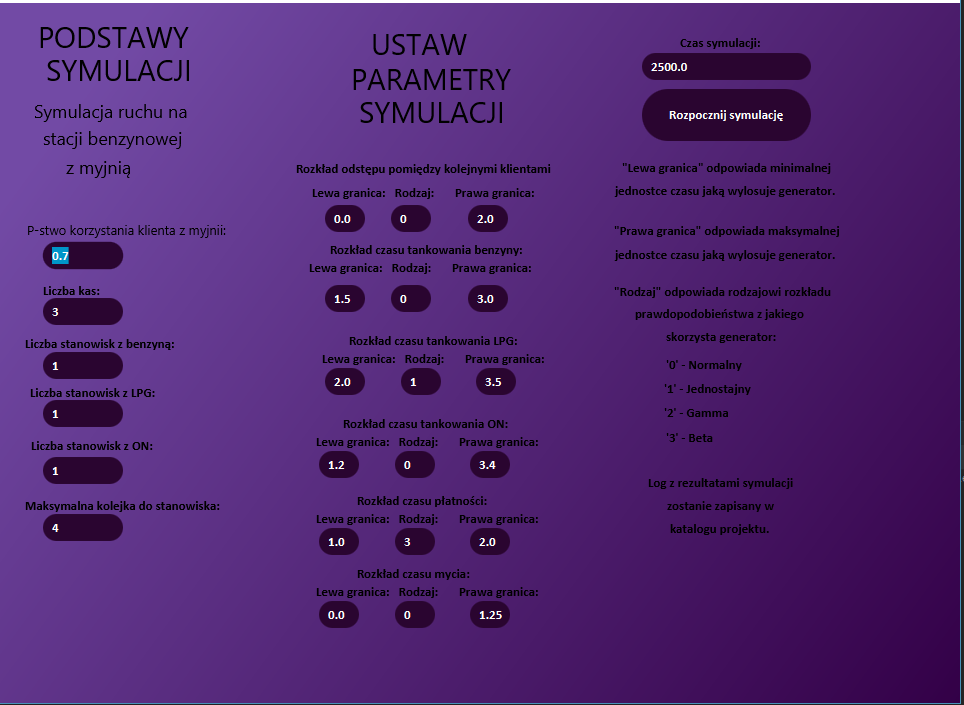 PODSTAWY
SYMULACJI
Symulacja ruchu na
stacji benzynowej
z myjnią
P-stwo korzystania klienta z myjnii:
0.7
Liczba kas:
3
Liczba stanowisk z benzyną:
1
Liczba stanowisk z LPG:
1
Liczba stanowisk z ON:
1
Maksymalna kolejka do stanowiska:
4
USTAW
PARAMETRY
SYMULACJI
Rozkład odstępu pomiędzy kolejnymi klientami
Lewa granica: Rodzaj: Prawa granica:
0.0 0 2.0
Rozkład czasu tankowania benzyny:
Lewa granica: Rodzaj: Prawa granica:
1.5 0 3.0
Rozkład czasu tankowania LPG:
Lewa granica: Rodzaj: Prawa granica:
2.0 1 3.5
Rozkład czasu tankowania ON:
Lewa granica: Rodzaj: Prawa granica:
1.2 0 3.4
Rozkład czasu płatności:
Lewa granica: Rodzaj: Prawa granica:
1.0 3 2.0
Rozkład czasu mycia:
Lewa granica: Rodzaj: Prawa granica:
0.0 0 1.25
Czas symulacji:
2500.0
Rozpocznij symulację
"Lewa granica" odpowiada minimalnej
jednostce czasu jaką wylosuje generator.
"Prawa granica" odpowiada maksymalnej
jednostce czasu jaką wylosuje generator.
"Rodzaj" odpowiada rodzajowi rozkładu
prawdopodobieństwa z jakiego
skorzysta generator:
'0' - Normalny
'1' - Jednostajny
'2' - Gamma
'3' - Beta
Log z rezultatami symulacji
zostanie zapisany w
katalogu projektu.